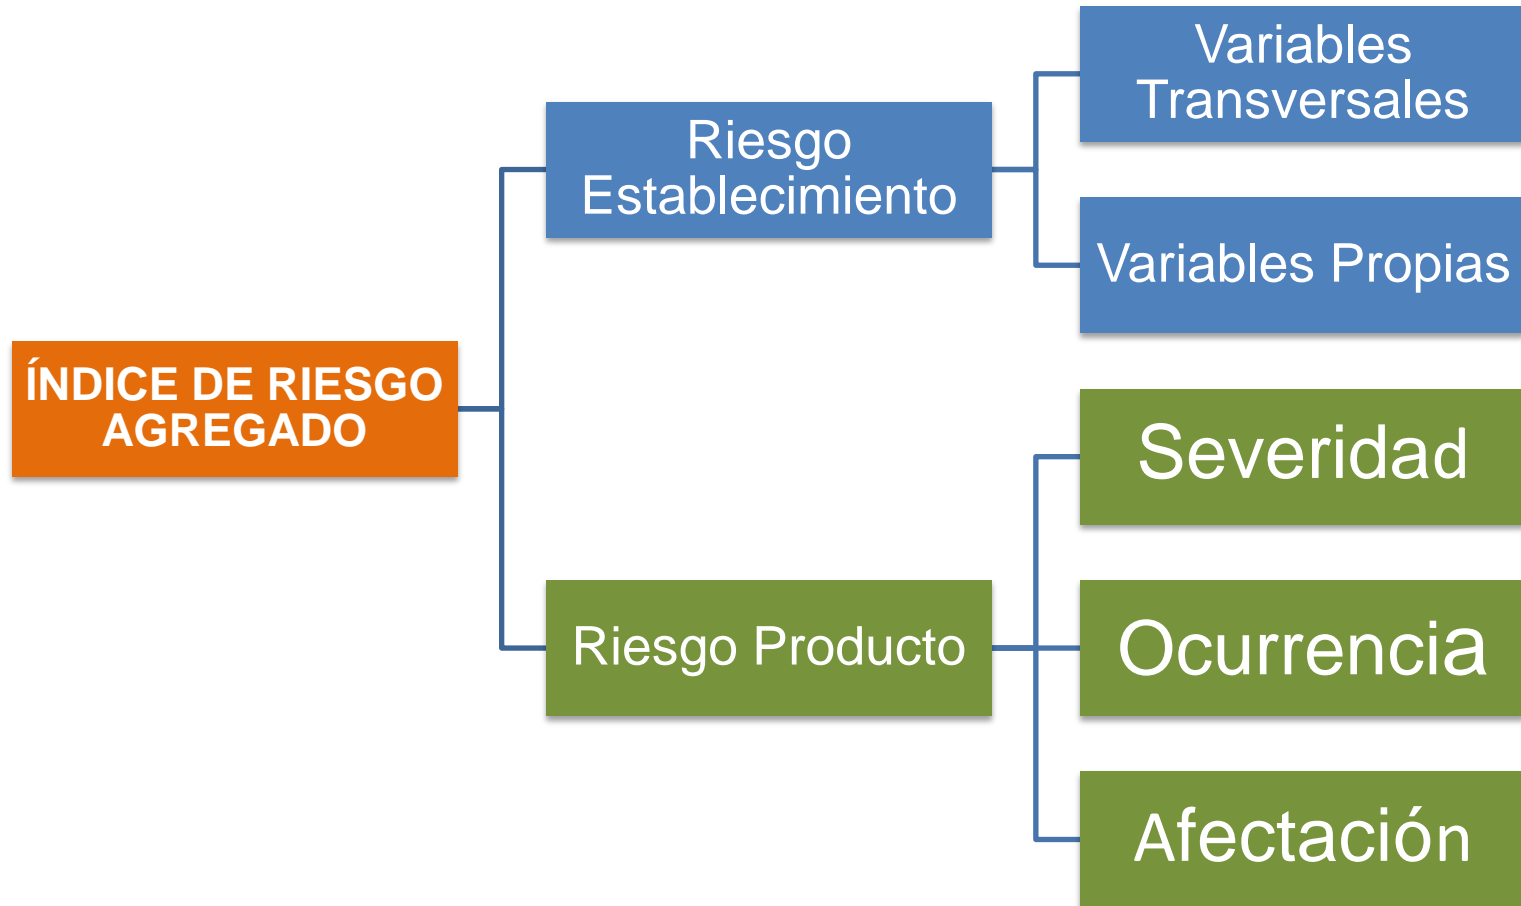 Variables
Transversales
Riesgo
Establecimiento
Variables Propias
ÍNDICE DE RIESGO
AGREGADO
Severidad
Riesgo Producto
Ocurrencia
Afectación